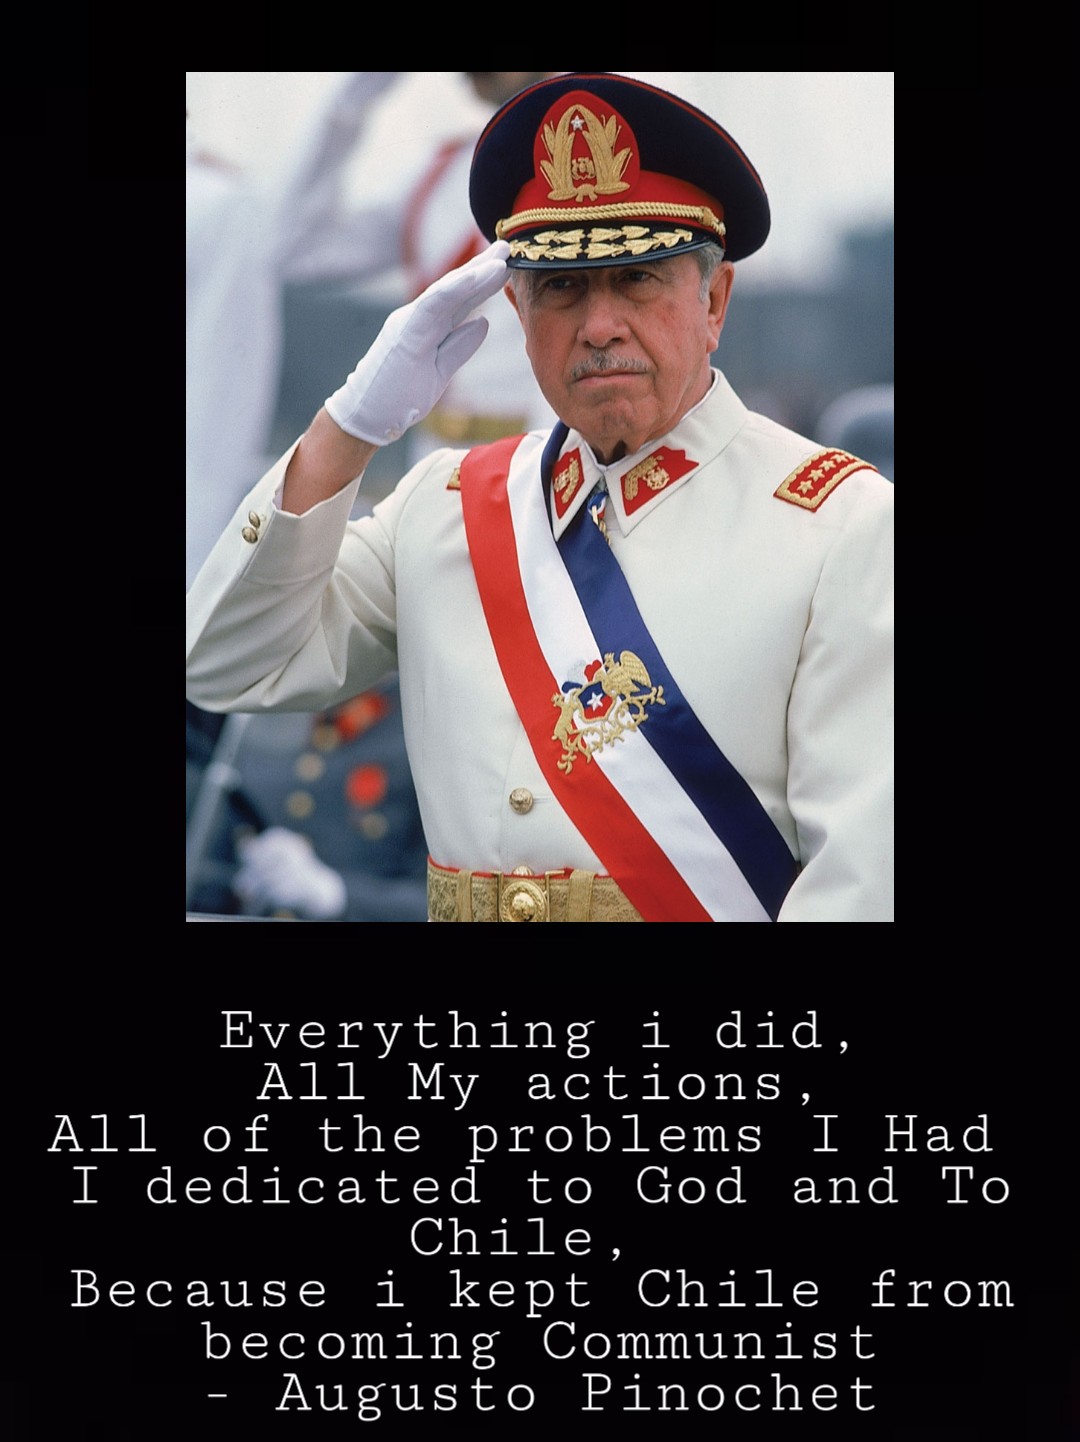 Everything i did,
All My actions,
All of the problems I Had
I dedicated to God and To
Chile,
Because i kept Chile from
becoming Communist
- Augusto Pinochet